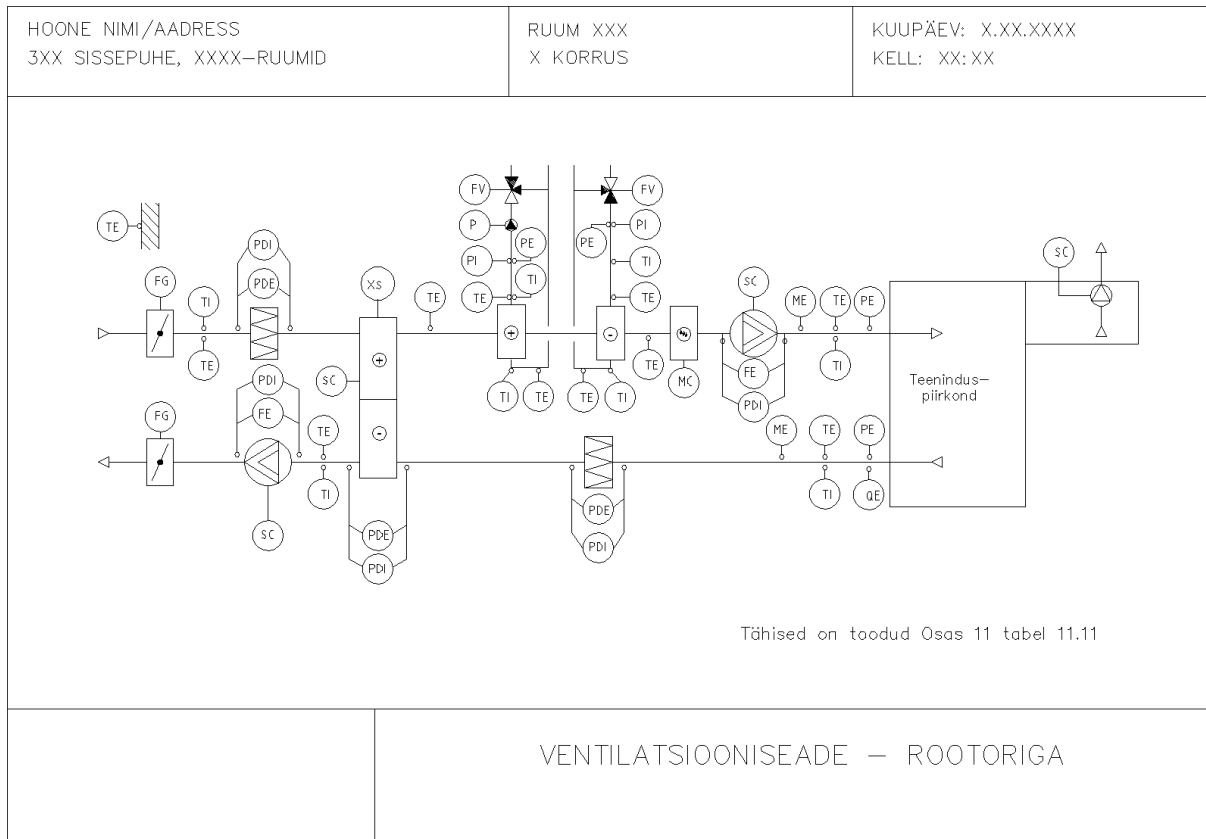 HOONE NIMI/AADRESS
3XX SISSEPUHE, XXXX-RUUMID
RUUM XXX
X KORRUS
KUUPÄEV: X.XX.XXXX
KELL: XX:XX
FV
FV
TE
P
PE
PE
PI
PDI
PI
TI
TI
SC
FG
TI
PDE
XS
TE
TE
TE
SC
ME
TE
PE
+
+
-
TE
PDI
SC
TI
TE
TE
TI
TE
MC
FE
TI
Teenindus-
piirkond
PDI
FG
FE
TE
-
ME
TE
PE
TI
TI
QE
SC
PDE
PDE
PDI
PDI
Tähised on toodud Osas 11 tabel 11.11
VENTILATSIOONISEADE - ROOTORIGA